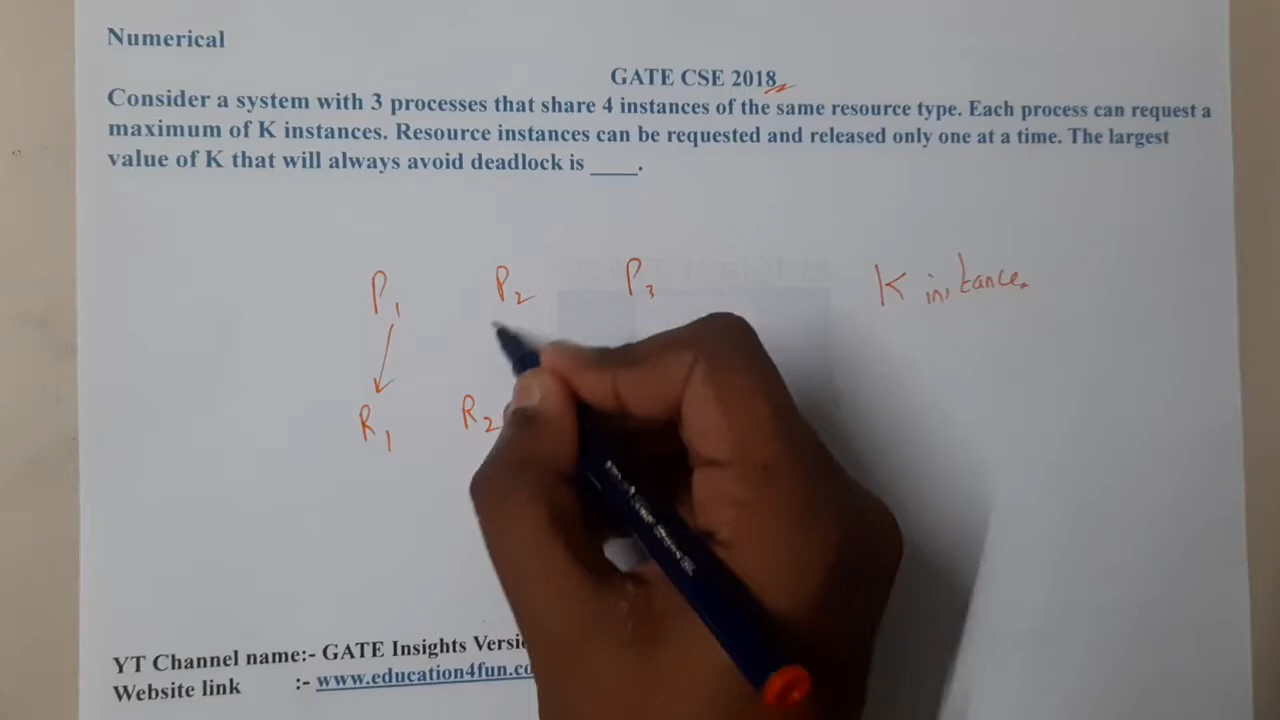 Numerical
GATE CSE 2018
Consider a system with 3 processes that share 4 instances of the same resource type. Each process can request a
maximum of K instances. Resource instances can be requested and released only one at a time. The largest
value of K that will always avoid deadlock is ____.
P1 P2 P3 K instances
R1 R2
YT Channel name:- GATE Insights Versi
Website link :- www.education4fun.co